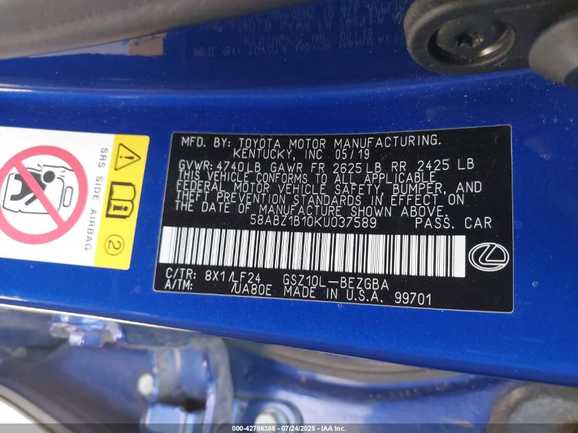 MFD. BY: TOYOTA MOTOR MANUFACTURING.
KENTUCKY, INC 05/19
GVWR: 4740LB GAWR FR 2625LB RR 2425 LB
THIS VEHICLE CONFORMS TO ALL APPLICABLE
FEDERAL MOTOR VEHICLE SAFETY, BUMPER, AND
THEFT PREVENTION STANDARDS IN EFFECT ON
THE DATE OF MANUFACTURE SHOWN ABOVE.
58ABZ1B10KU037589 PASS. CAR
C/TR: 8X1/LF24 GSZ10L-BEZGBA
A/TM: /UA80E MADE IN U.S.A. 99701
SRS SIDE AIRBAG
2
000-42756386 - 07/24/2025 - IAA Inc.